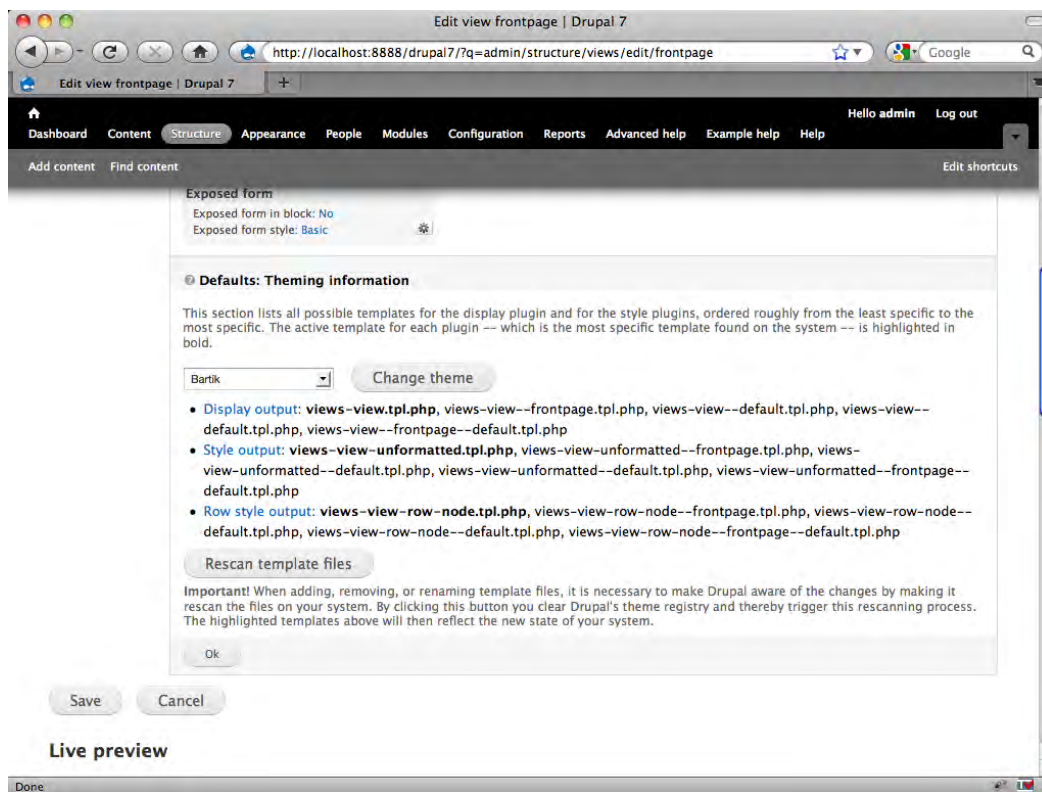 Edit view frontpage | Drupal 7
http://localhost:8888/drupal7/?q=admin/structure/views/edit/frontpage
Google
Edit view frontpage | Drupal 7
+
Hello admin Log out
Dashboard Content Structure Appearance People Modules Configuration Reports Advanced help Example help Help
Add content Find content Edit shortcuts
Exposed form
Exposed form in block: No
Exposed form style: Basic
Defaults: Theming information
This section lists all possible templates for the display plugin and for the style plugins, ordered roughly from the least specific to the
most specific. The active template for each plugin -- which is the most specific template found on the system -- is highlighted in
bold.
Bartik
Change theme
• Display output: views-view.tpl.php, views-view--frontpage.tpl.php, views-view--default.tpl.php, views-view--
default.tpl.php, views-view--frontpage--default.tpl.php
• Style output: views-view-unformatted.tpl.php, views-view-unformatted--frontpage.tpl.php, views-
view-unformatted--default.tpl.php, views-view-unformatted--default.tpl.php, views-view-unformatted--frontpage--
default.tpl.php
• Row style output: views-view-row-node.tpl.php, views-view-row-node--frontpage.tpl.php, views-view-row-node--
default.tpl.php, views-view-row-node--default.tpl.php, views-view-row-node--frontpage--default.tpl.php
Rescan template files
Important! When adding, removing, or renaming template files, it is necessary to make Drupal aware of the changes by making it
rescan the files on your system. By clicking this button you clear Drupal's theme registry and thereby trigger this rescanning process.
The highlighted templates above will then reflect the new state of your system.
Ok
Save Cancel
Live preview
Done